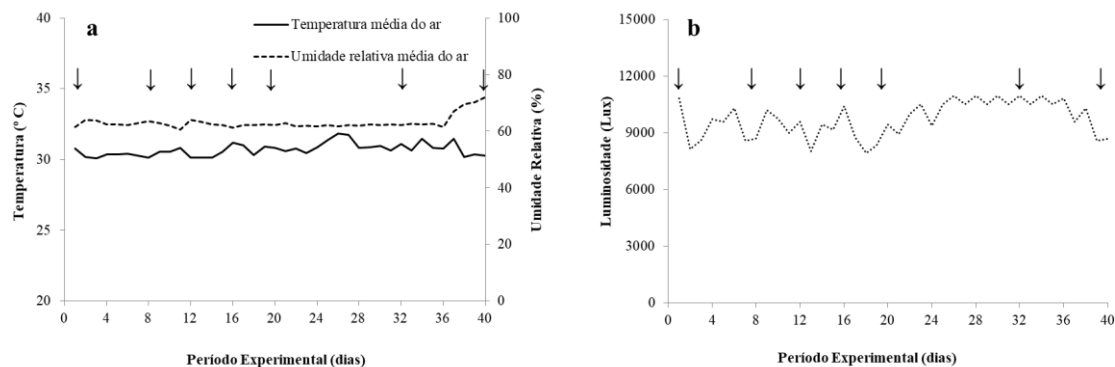 a
Temperatura média do ar
Umidade relativa média do ar
Temperatura (º C)
40
35
30
25
20
Umidade Relativa (%)
100
80
60
40
20
0
0 4 8 12 16 20 24 28 32 36 40
Período Experimental (dias)
b
Luminosidade (Lux)
15000
12000
9000
6000
3000
0
0 4 8 12 16 20 24 28 32 36 40
Período Experimental (dias)